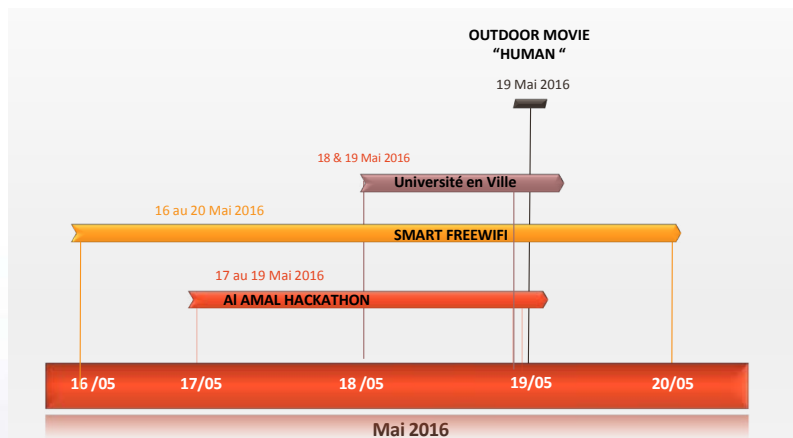 OUTDOOR MOVIE
“HUMAN “
19 Mai 2016
18 & 19 Mai 2016
Université en Ville
16 au 20 Mai 2016
SMART FREEWIFI
17 au 19 Mai 2016
Al AMAL HACKATHON
16 /05 17/05 18/05 19/05 20/05
Mai 2016